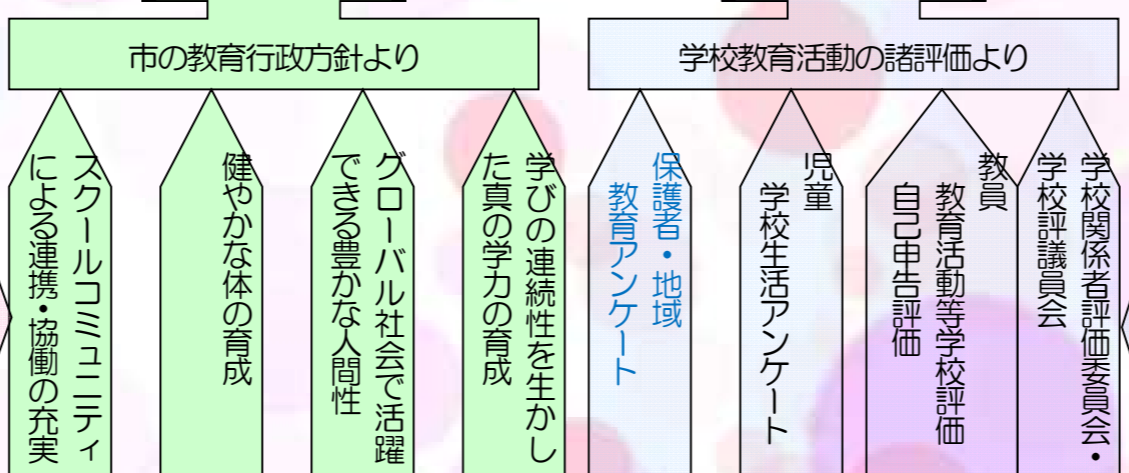 市の教育行政方針より
学びの連続性を生かし
た真の学力の育成
グローバル社会で活躍
できる豊かな人間性
健やかな体の育成
スクールコミュニティ
による連携・協働の充実
学校教育活動の諸評価より
学校関係者評価委員会・
学校評議員会
教員
教育活動等学校評価
自己申告評価
児童
学校生活アンケート
保護者・地域
教育アンケート